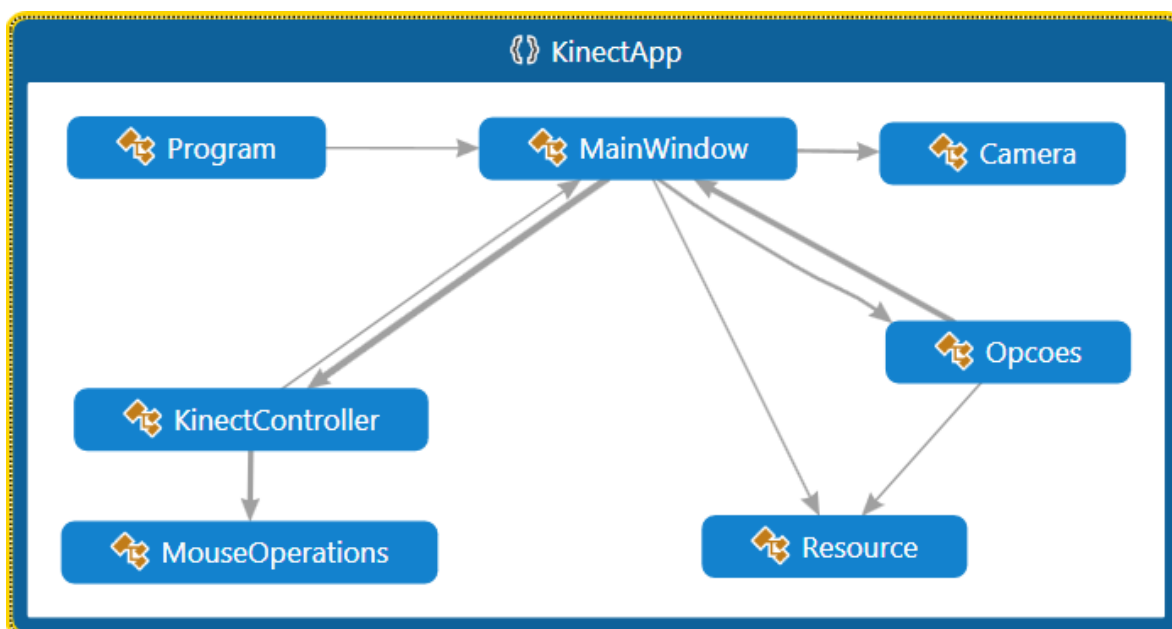 KinectApp
Program
MainWindow
Camera
Opcoes
KinectController
MouseOperations
Resource